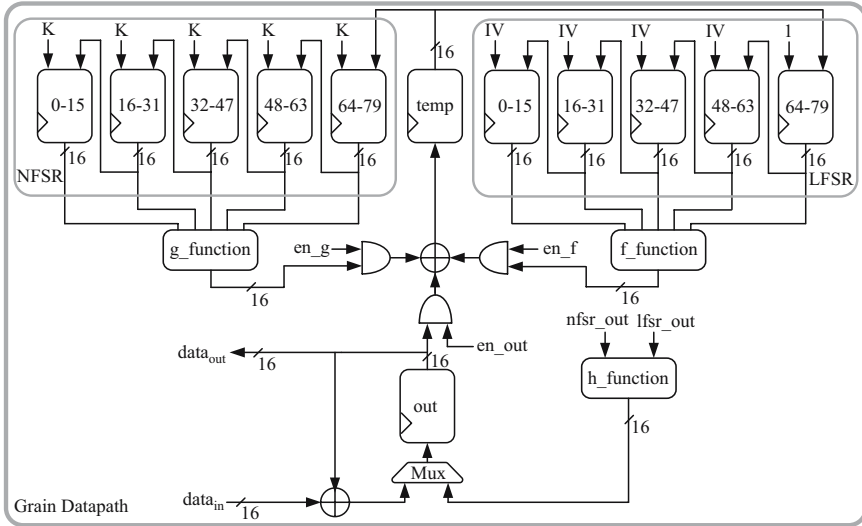 K K K K K IV IV IV IV 1
16
0-15 16-31 32-47 48-63 64-79 temp 0-15 16-31 32-47 48-63 64-79
16 16 16 16 16 16 16 16 16 16
NFSR LFSR
g_function en_g en_f f_function
16 16
nfsr_out lfsr_out
en_out
data_out 16 16
h_function
out
16
Mux
Grain Datapath data_in 16